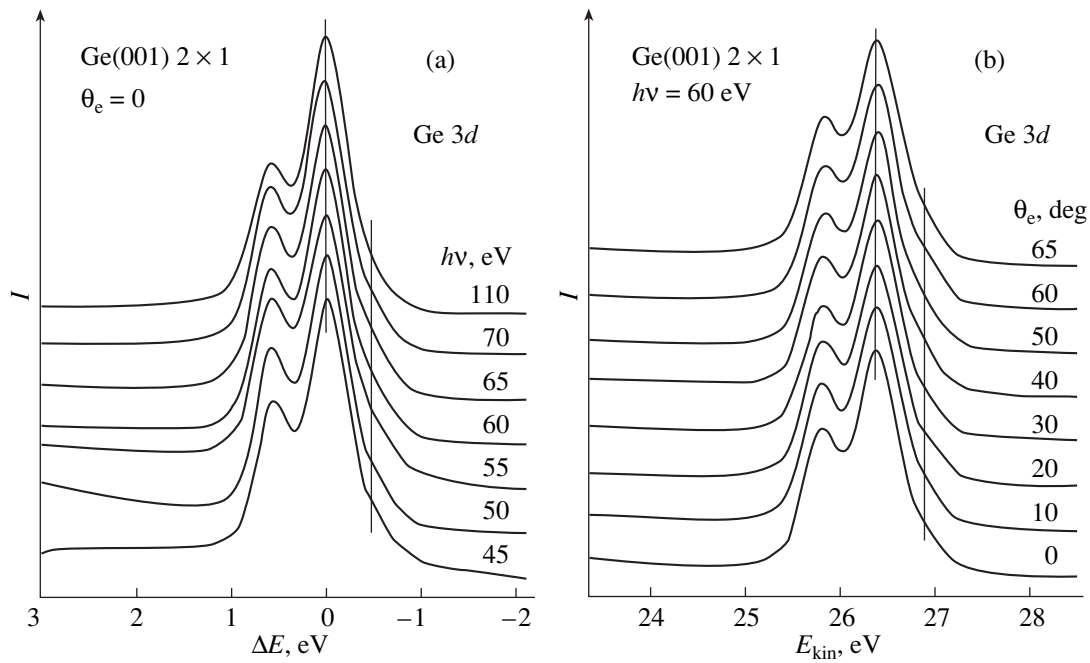 Ge(001) 2 × 1
θe = 0
(a)
Ge 3d
hν, eV
110
70
65
60
55
50
45
I
3 2 1 0 −1 −2
ΔE, eV
Ge(001) 2 × 1
hν = 60 eV
(b)
Ge 3d
θe, deg
65
60
50
40
30
20
10
0
I
24 25 26 27 28
Ekin, eV